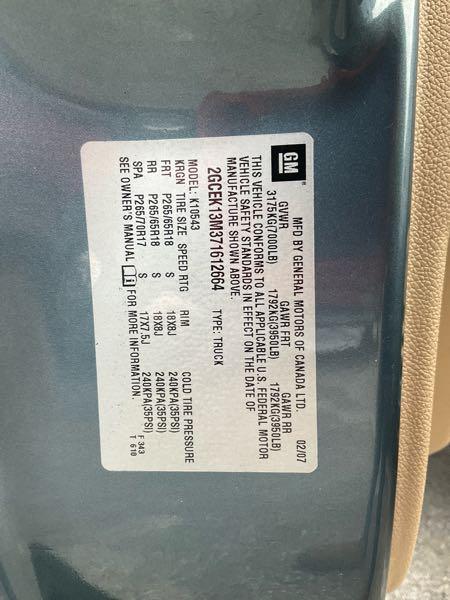 GM ®
MFD BY GENERAL MOTORS OF CANADA LTD. 02/07
GVWR GAWR FRT GAWR RR
3175KG(7000LB) 1792KG(3950LB) 1792KG(3950LB)
THIS VEHICLE CONFORMS TO ALL APPLICABLE U.S. FEDERAL MOTOR
VEHICLE SAFETY STANDARDS IN EFFECT ON THE DATE OF
MANUFACTURE SHOWN ABOVE.
2GCEK13M371612664 TYPE: TRUCK
MODEL: K10543
KRGN TIRE SIZE SPEED RTG RIM COLD TIRE PRESSURE
FRT P265/65R18 S 18X8J 240KPA(35PSI)
RR P265/65R18 S 18X8J 240KPA(35PSI)
SPA P265/70R17 S 17X7.5J 240KPA(35PSI)
SEE OWNER'S MANUAL i FOR MORE INFORMATION. F 343
T 610